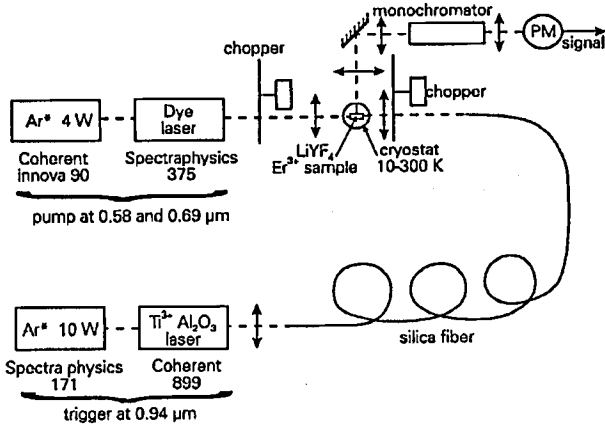 monochromator
PM
signal
chopper
chopper
Ar* 4 W
Dye
laser
LiYF4
Er3+ sample
cryostat
10-300 K
Coherent
innova 90
Spectraphysics
375
pump at 0.58 and 0.69 µm
silica fiber
Ar* 10 W
Ti3+ Al2O3
laser
Spectra physics
171
Coherent
899
trigger at 0.94 µm